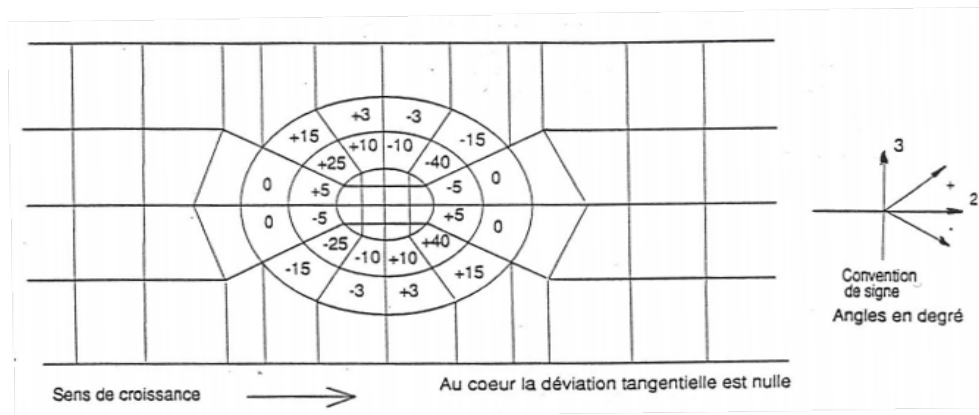 +3 -3
+15 -15
+10 -10
+25 -40
0 +5 -5 0
0 -5 +5 0
-25 +40
-10 +10
-15 +15
-3 +3
3
+
2
-
Convention
de signe
Angles en degré
Sens de croissance
Au coeur la déviation tangentielle est nulle